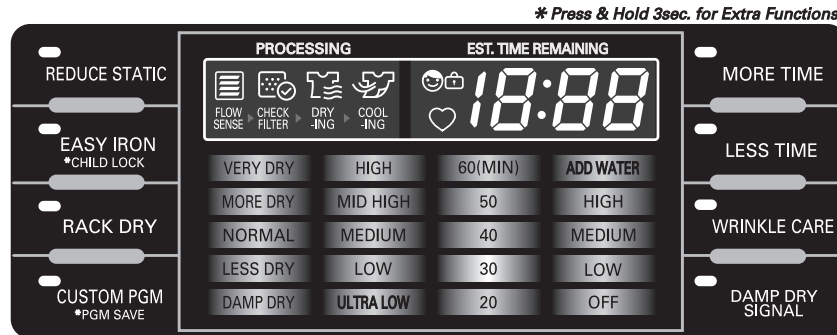 * Press & Hold 3sec. for Extra Functions
PROCESSING EST. TIME REMAINING
REDUCE STATIC
EASY IRON
*CHILD LOCK
RACK DRY
CUSTOM PGM
*PGM SAVE
FLOW SENSE CHECK FILTER DRY -ING COOL -ING
18:88
VERY DRY HIGH 60(MIN) ADD WATER
MORE DRY MID HIGH 50 HIGH
NORMAL MEDIUM 40 MEDIUM
LESS DRY LOW 30 LOW
DAMP DRY ULTRA LOW 20 OFF
MORE TIME
LESS TIME
WRINKLE CARE
DAMP DRY
SIGNAL